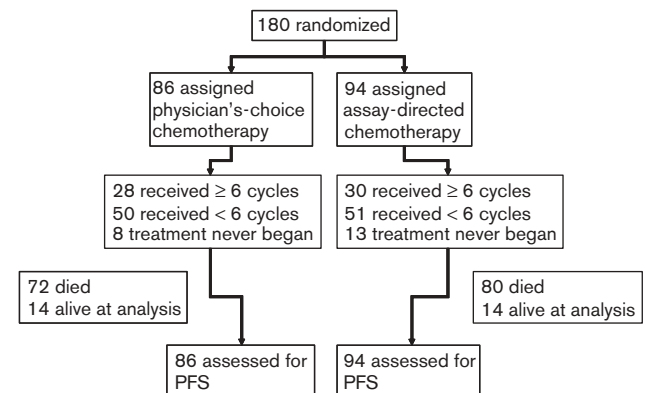 180 randomized
86 assigned
physician's-choice
chemotherapy
94 assigned
assay-directed
chemotherapy
28 received ≥ 6 cycles
50 received < 6 cycles
8 treatment never began
30 received ≥ 6 cycles
51 received < 6 cycles
13 treatment never began
72 died
14 alive at analysis
80 died
14 alive at analysis
86 assessed for
PFS
94 assessed for
PFS